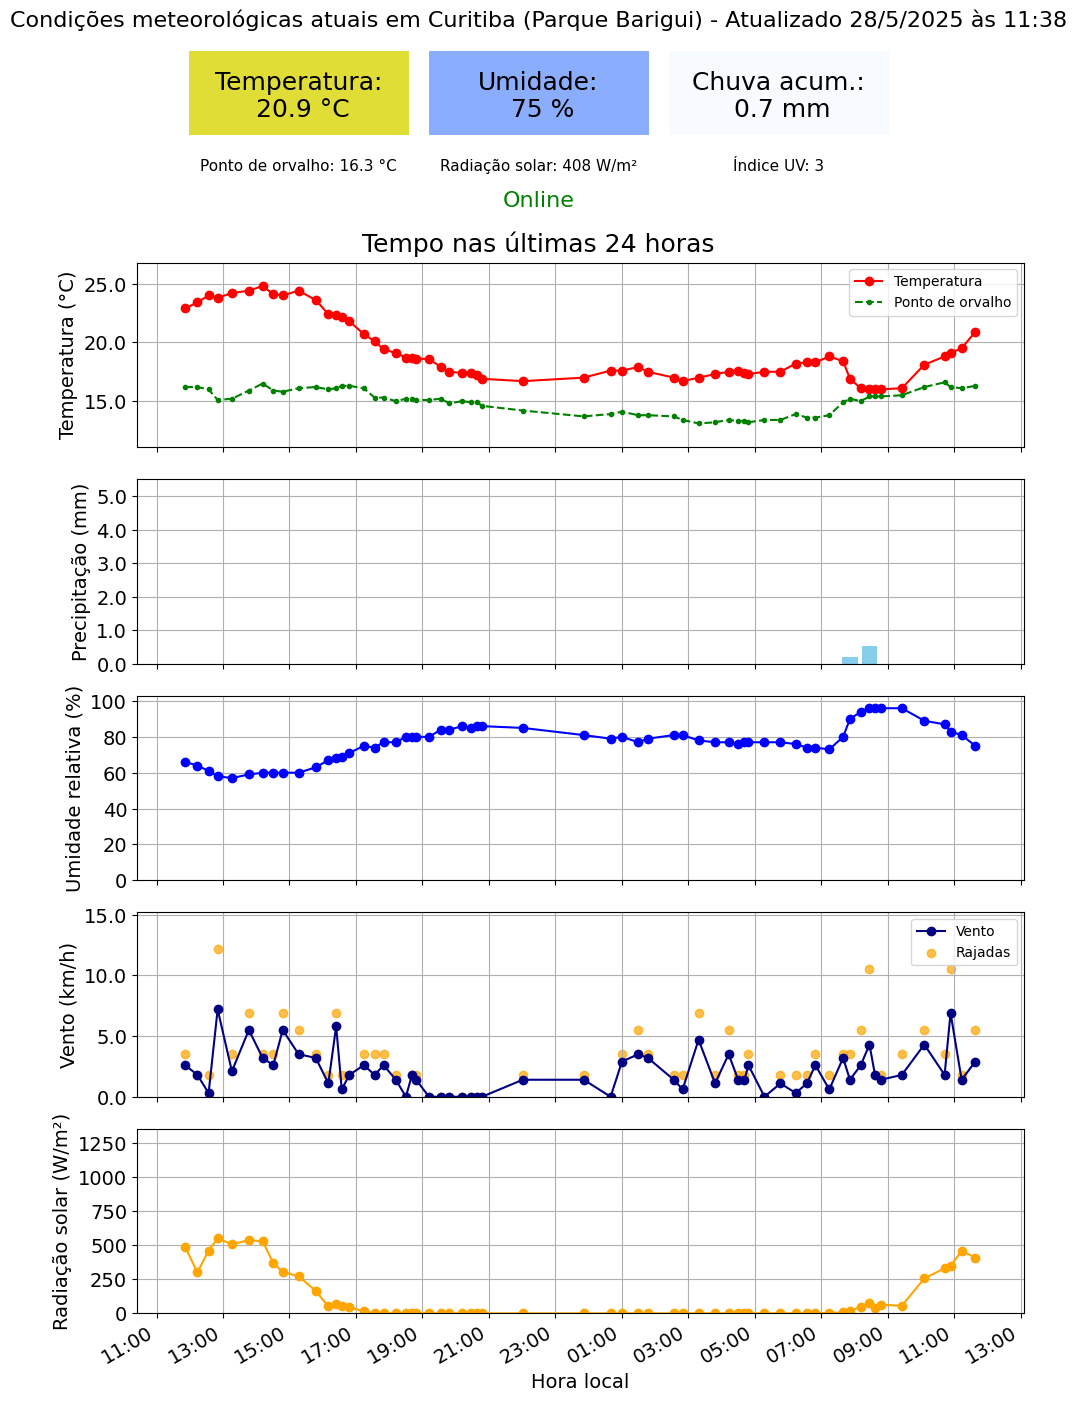 Condições meteorológicas atuais em Curitiba (Parque Barigui) - Atualizado 28/5/2025 às 11:38
Temperatura:
20.9 °C
Umidade:
75 %
Chuva acum.:
0.7 mm
Ponto de orvalho: 16.3 °C
Radiação solar: 408 W/m²
Índice UV: 3
Online
Tempo nas últimas 24 horas
Temperatura (°C)
25.0
20.0
15.0
Temperatura
Ponto de orvalho
Precipitação (mm)
5.0
4.0
3.0
2.0
1.0
0.0
Umidade relativa (%)
100
80
60
40
20
0
Vento (km/h)
15.0
10.0
5.0
0.0
Vento
Rajadas
Radiação solar (W/m²)
1250
1000
750
500
250
0
11:00
13:00
15:00
17:00
19:00
21:00
23:00
01:00
03:00
05:00
07:00
09:00
11:00
13:00
Hora local